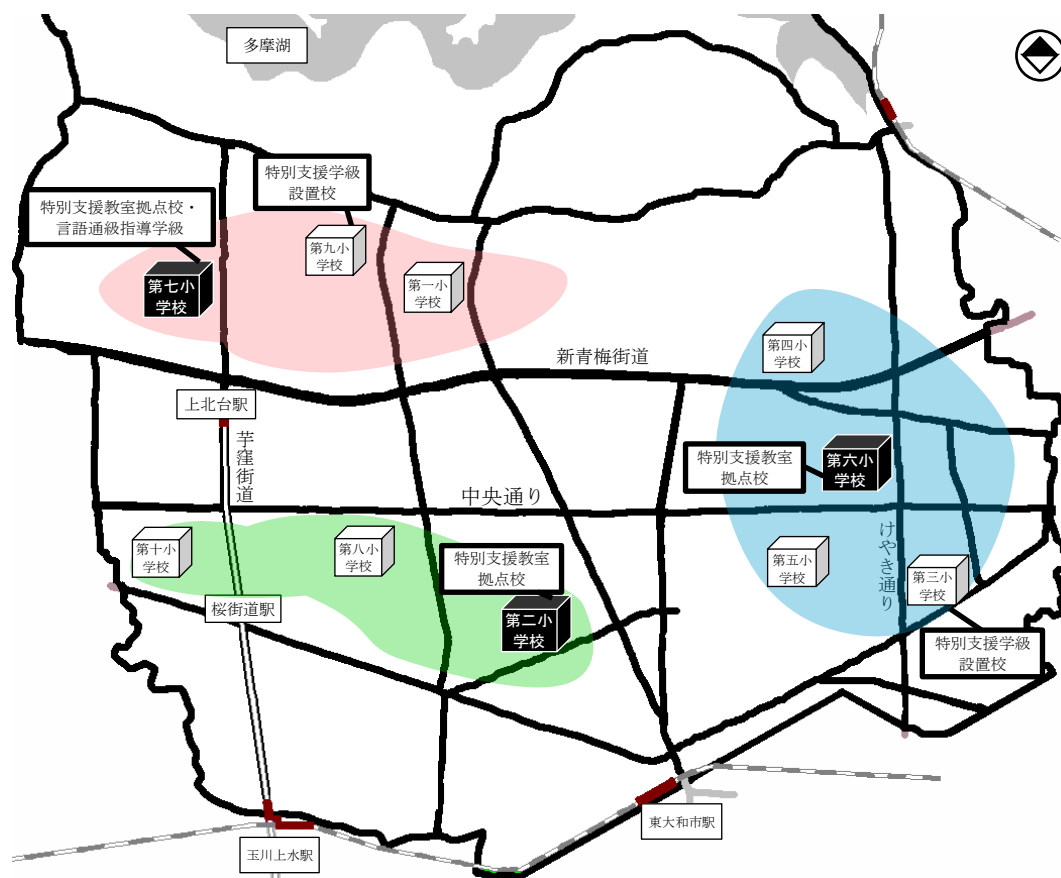 多摩湖
特別支援学級
設置校
特別支援教室拠点校・
言語通級指導学級
第九小
学校
第七小
学校
第一小
学校
第四小
学校
新青梅街道
上北台駅
芋窪街道
特別支援教室
拠点校
第六小
学校
中央通り
第十小
学校
第八小
学校
特別支援教室
拠点校
第五小
学校
けやき通り
第三小
学校
桜街道駅
第二小
学校
特別支援学級
設置校
東大和市駅
玉川上水駅